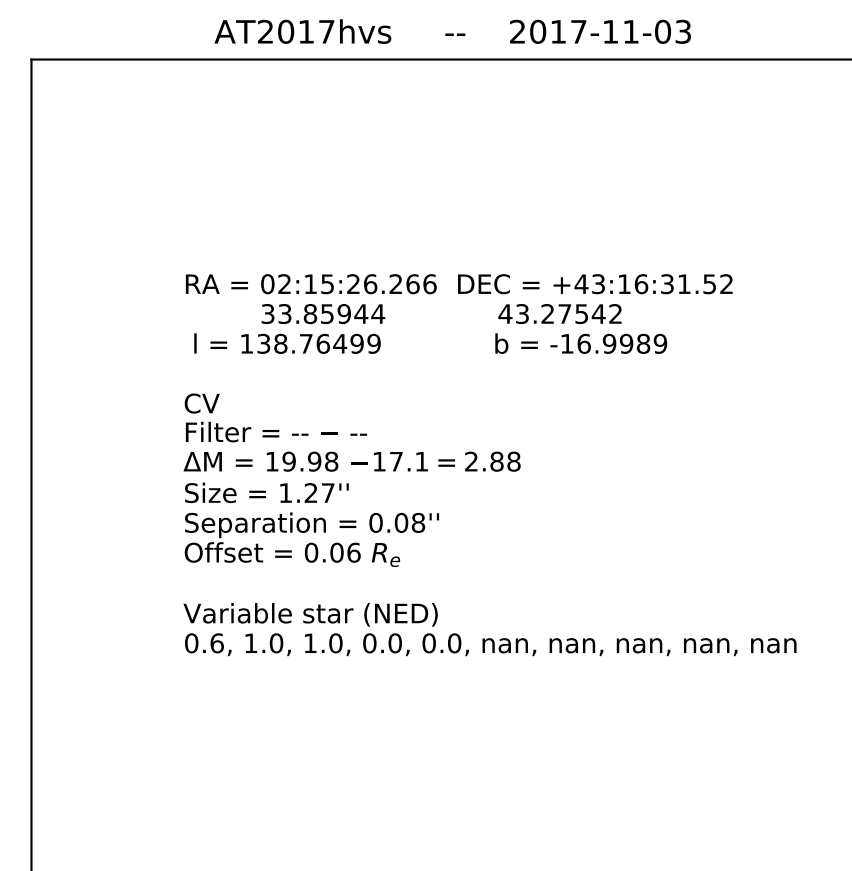 AT2017hvs -- 2017-11-03
RA = 02:15:26.266 DEC = +43:16:31.52
33.85944 43.27542
l = 138.76499 b = -16.9989
CV
Filter = -- − --
ΔM = 19.98 −17.1 = 2.88
Size = 1.27''
Separation = 0.08''
Offset = 0.06 Re
Variable star (NED)
0.6, 1.0, 1.0, 0.0, 0.0, nan, nan, nan, nan, nan